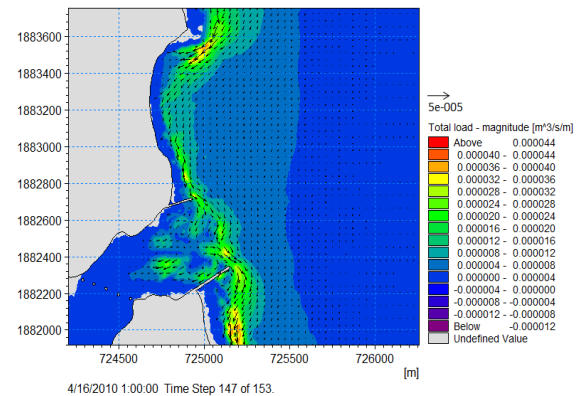 1883600
1883400
1883200
1883000
1882800
1882600
1882400
1882200
1882000
724500 725000 725500 726000
[m]
4/16/2010 1:00:00 Time Step 147 of 153.
5e-005
Total load - magnitude [m^3/s/m]
Above 0.000044
0.000040 - 0.000044
0.000036 - 0.000040
0.000032 - 0.000036
0.000028 - 0.000032
0.000024 - 0.000028
0.000020 - 0.000024
0.000016 - 0.000020
0.000012 - 0.000016
0.000008 - 0.000012
0.000004 - 0.000008
0.000000 - 0.000004
-0.000004 - 0.000000
-0.000008 - -0.000004
-0.000012 - -0.000008
Below -0.000012
Undefined Value